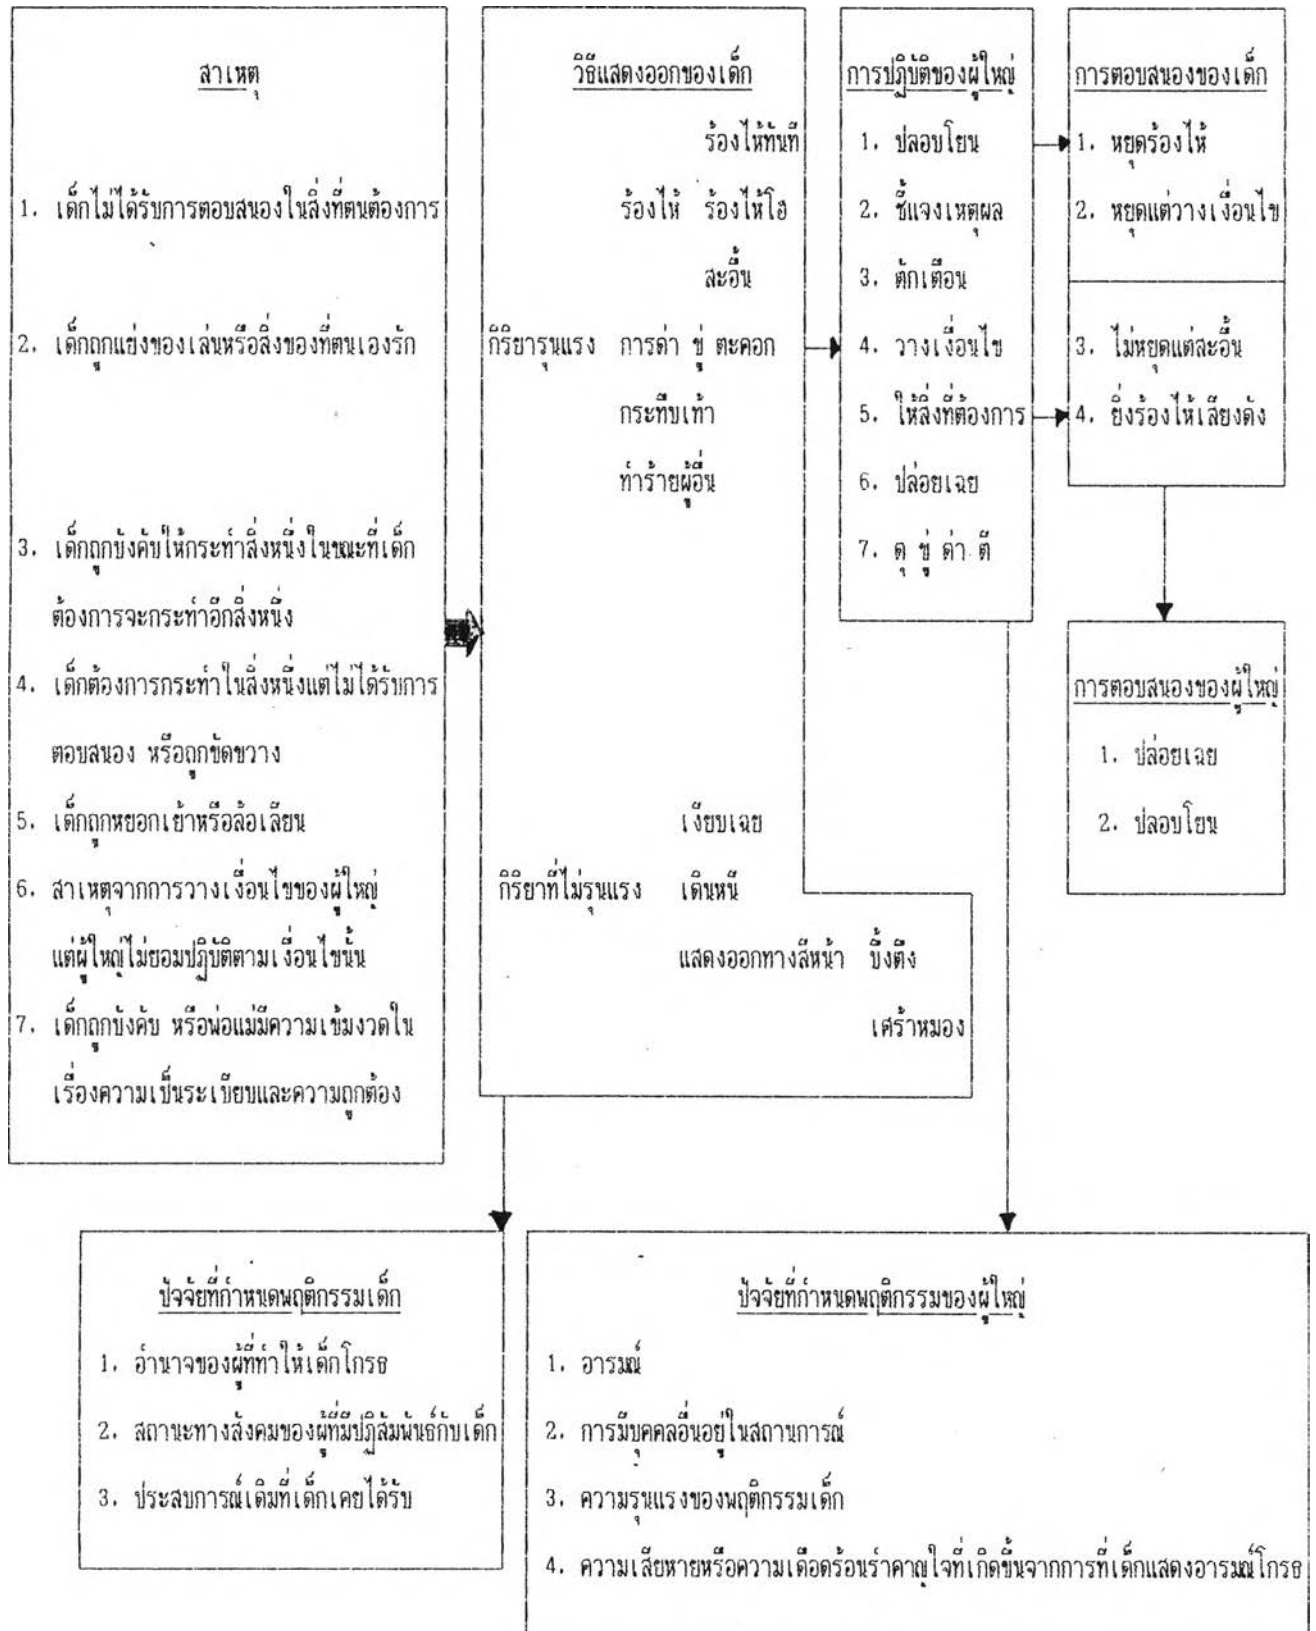 สาเหตุ
1. เด็กไม่ได้รับการตอบสนองในสิ่งที่ตนต้องการ
2. เด็กถูกแย่งของเล่นหรือสิ่งของที่ตนเองรัก
3. เด็กถูกบังคับให้กระทำสิ่งหนึ่งในขณะที่เด็ก
ต้องการจะกระทำอีกสิ่งหนึ่ง
4. เด็กต้องการกระทำในสิ่งหนึ่งแต่ไม่ได้รับการ
ตอบสนอง หรือถูกขัดขวาง
5. เด็กถูกหยอกเย้าหรือล้อเลียน
6. สาเหตุจากการวางเงื่อนไขของผู้ใหญ่
แต่ผู้ใหญ่ไม่ยอมปฏิบัติตามเงื่อนไขนั้น
7. เด็กถูกบังคับ หรือพ่อแม่มีความเข้มงวดใน
เรื่องความเป็นระเบียบและความถูกต้อง
วิธีแสดงออกของเด็ก
ร้องไห้ทันที
ร้องไห้ ร้องไห้โฮ
สะอื้น
กิริยารุนแรง การด่า ขู่ ตะคอก
กระทืบเท้า
ทำร้ายผู้อื่น
เงียบเฉย
กิริยาที่ไม่รุนแรง เดินหนี
แสดงออกทางสีหน้า บึ้งตึง
เศร้าหมอง
การปฏิบัติของผู้ใหญ่
1. ปลอบโยน
2. ชี้แจงเหตุผล
3. ตักเตือน
4. วางเงื่อนไข
5. ให้สิ่งที่ต้องการ
6. ปล่อยเฉย
7. ดุ ขู่ ด่า ตี
การตอบสนองของเด็ก
1. หยุดร้องไห้
2. หยุดแต่วางเงื่อนไข
3. ไม่หยุดแต่สะอื้น
4. ยิ่งร้องไห้เสียงดัง
การตอบสนองของผู้ใหญ่
1. ปล่อยเฉย
2. ปลอบโยน
ปัจจัยที่กำหนดพฤติกรรมเด็ก
1. อำนาจของผู้ที่ทำให้เด็กโกรธ
2. สถานะทางสังคมของผู้ที่มีปฏิสัมพันธ์กับเด็ก
3. ประสบการณ์เดิมที่เด็กเคยได้รับ
ปัจจัยที่กำหนดพฤติกรรมของผู้ใหญ่
1. อารมณ์
2. การมีบุคคลอื่นอยู่ในสถานการณ์
3. ความรุนแรงของพฤติกรรมเด็ก
4. ความเสียหายหรือความเดือดร้อนรำคาญใจที่เกิดขึ้นจากการที่เด็กแสดงอารมณ์โกรธ